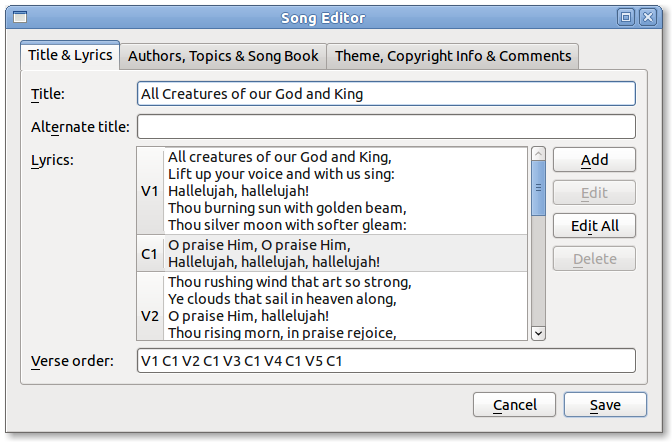 Song Editor
Title & Lyrics Authors, Topics & Song Book Theme, Copyright Info & Comments
Title: All Creatures of our God and King
Alternate title:
Lyrics:
V1
All creatures of our God and King,
Lift up your voice and with us sing:
Hallelujah, hallelujah!
Thou burning sun with golden beam,
Thou silver moon with softer gleam:
C1
O praise Him, O praise Him,
Hallelujah, hallelujah, hallelujah!
V2
Thou rushing wind that art so strong,
Ye clouds that sail in heaven along,
O praise Him, hallelujah!
Thou rising morn, in praise rejoice,
Add
Edit
Edit All
Delete
Verse order: V1 C1 V2 C1 V3 C1 V4 C1 V5 C1
Cancel Save